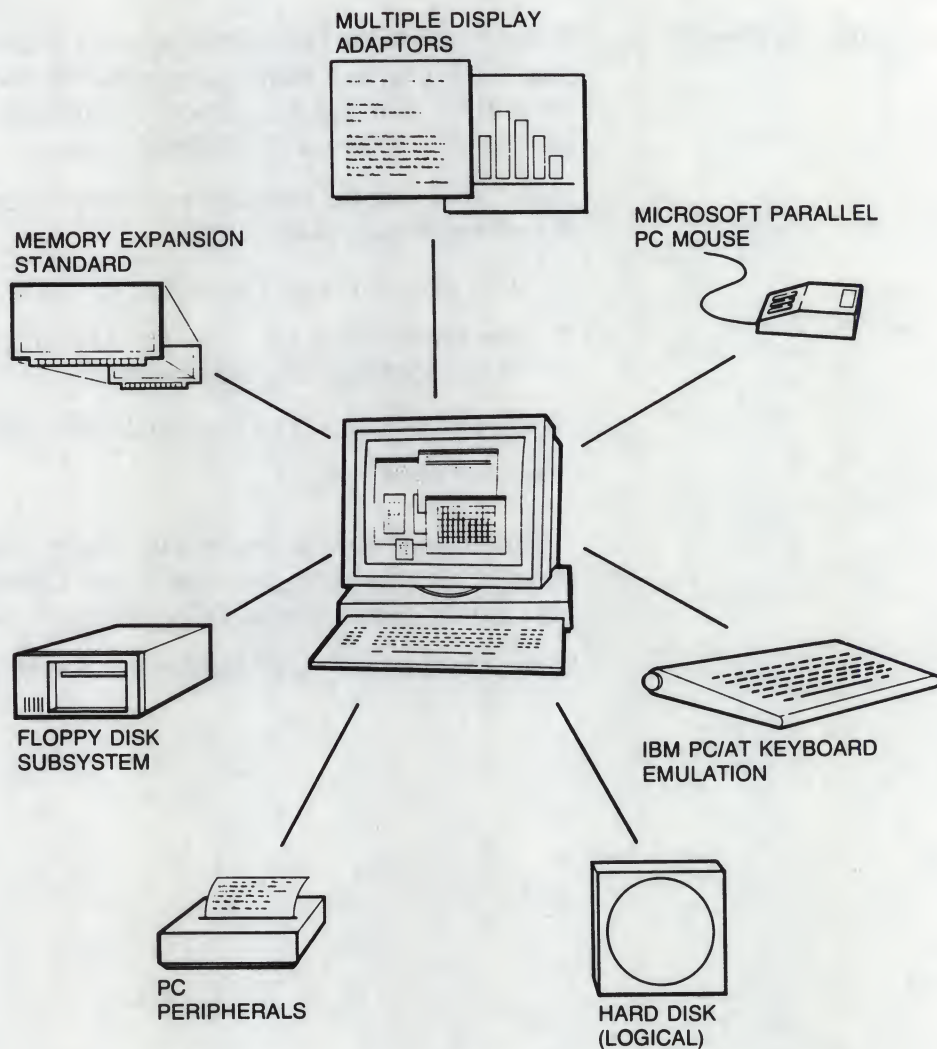 MULTIPLE DISPLAY
ADAPTORS
MICROSOFT PARALLEL
PC MOUSE
MEMORY EXPANSION
STANDARD
FLOPPY DISK
SUBSYSTEM
IBM PC/AT KEYBOARD
EMULATION
PC
PERIPHERALS
HARD DISK
(LOGICAL)